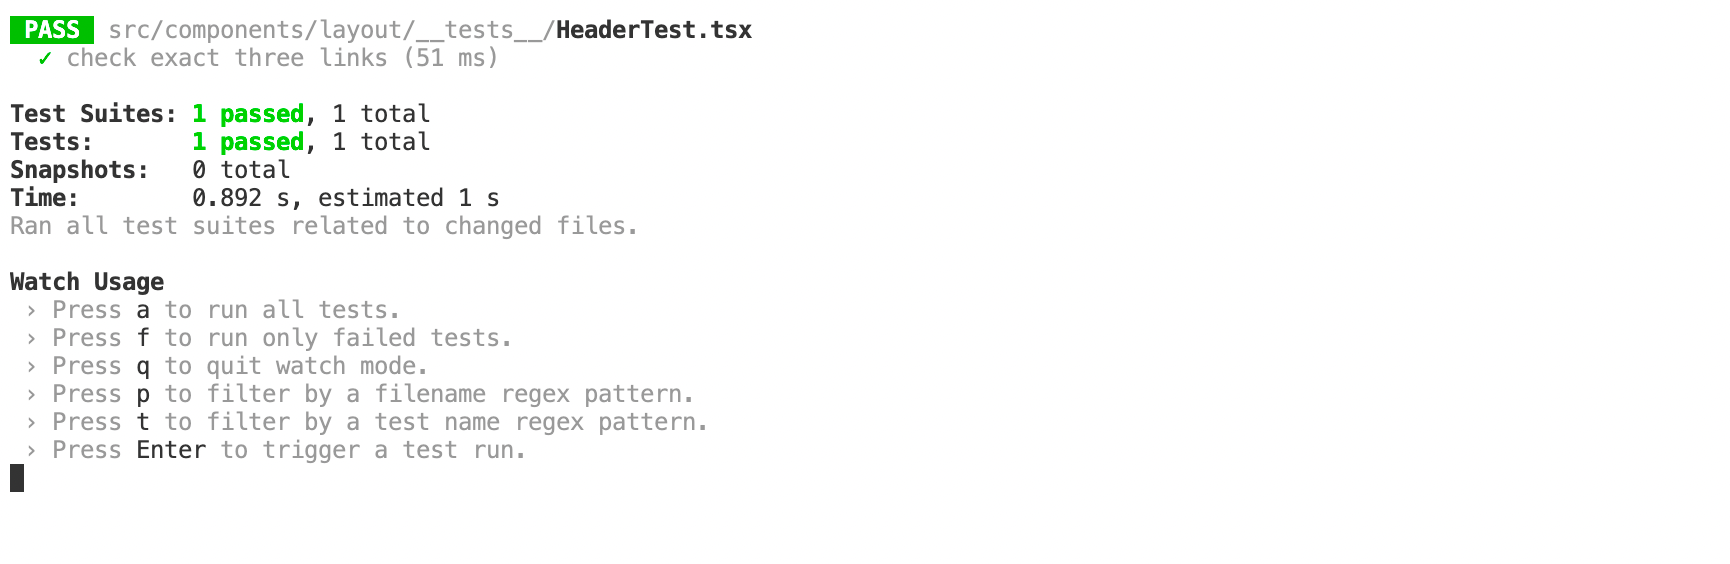 PASS src/components/layout/__tests__/HeaderTest.tsx
✓ check exact three links (51 ms)
Test Suites: 1 passed, 1 total
Tests: 1 passed, 1 total
Snapshots: 0 total
Time: 0.892 s, estimated 1 s
Ran all test suites related to changed files.
Watch Usage
› Press a to run all tests.
› Press f to run only failed tests.
› Press q to quit watch mode.
› Press p to filter by a filename regex pattern.
› Press t to filter by a test name regex pattern.
› Press Enter to trigger a test run.